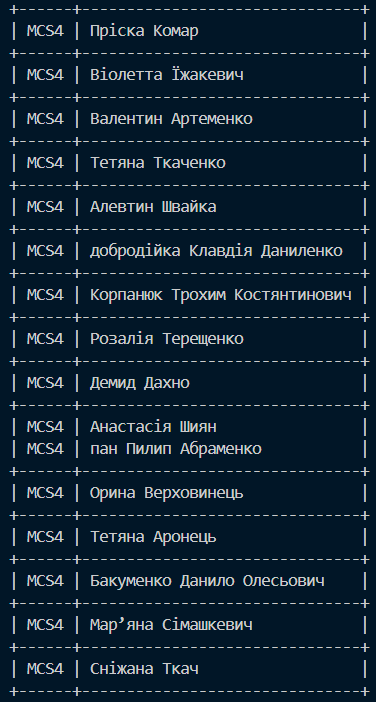 +------+-------------------------------+
| MCS4 | Пріска Комар                  |
+------+-------------------------------+
| MCS4 | Віолетта Їжакевич             |
+------+-------------------------------+
| MCS4 | Валентин Артеменко            |
+------+-------------------------------+
| MCS4 | Тетяна Ткаченко               |
+------+-------------------------------+
| MCS4 | Алевтин Швайка                |
+------+-------------------------------+
| MCS4 | добродійка Клавдія Даниленко  |
+------+-------------------------------+
| MCS4 | Корпанюк Трохим Костянтинович |
+------+-------------------------------+
| MCS4 | Розалія Терещенко             |
+------+-------------------------------+
| MCS4 | Демид Дахно                   |
+------+-------------------------------+
| MCS4 | Анастасія Шиян                |
| MCS4 | пан Пилип Абраменко           |
+------+-------------------------------+
| MCS4 | Орина Верховинець             |
+------+-------------------------------+
| MCS4 | Тетяна Аронець                |
+------+-------------------------------+
| MCS4 | Бакуменко Данило Олесьович    |
+------+-------------------------------+
| MCS4 | Мар’яна Сімашкевич            |
+------+-------------------------------+
| MCS4 | Сніжана Ткач                  |
+------+-------------------------------+